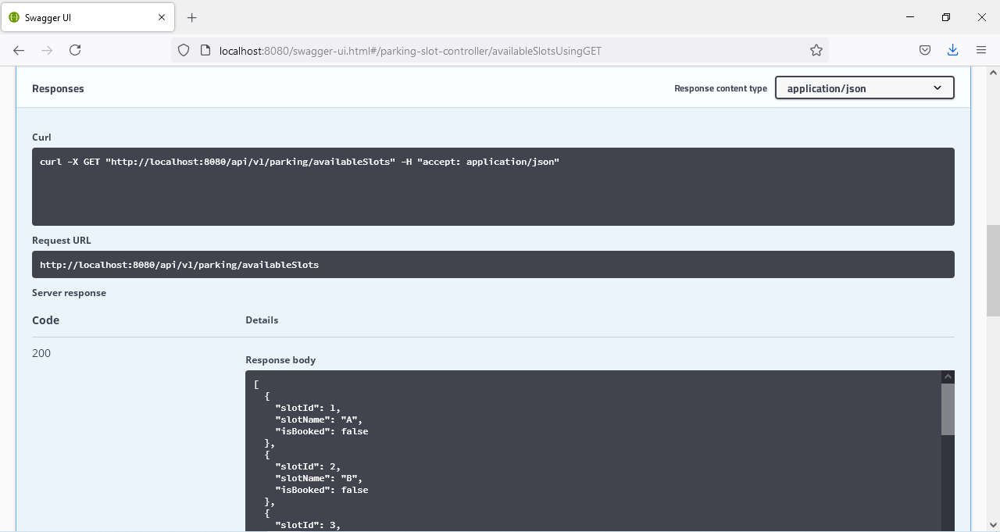 Swagger UI
localhost:8080/swagger-ui.html#/parking-slot-controller/availableSlotsUsingGET
Responses
Response content type
application/json
Curl
curl -X GET "http://localhost:8080/api/v1/parking/availableSlots" -H "accept: application/json"
Request URL
http://localhost:8080/api/v1/parking/availableSlots
Server response
Code
Details
200
Response body
[
  {
    "slotId": 1,
    "slotName": "A",
    "isBooked": false
  },
  {
    "slotId": 2,
    "slotName": "B",
    "isBooked": false
  },
  {
    "slotId": 3,